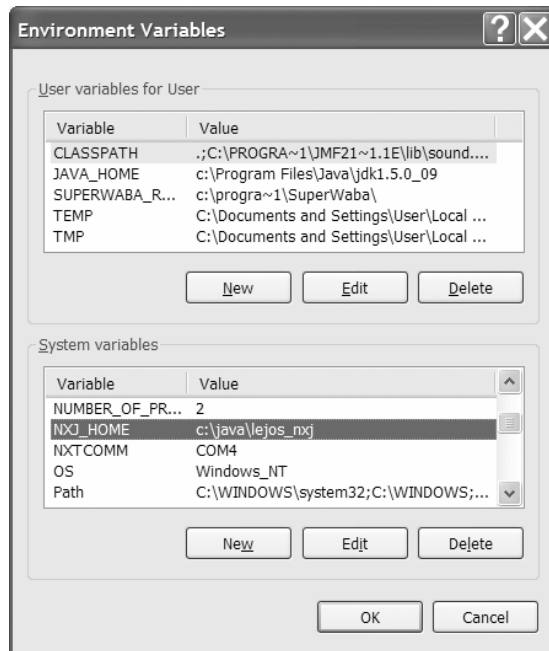 Environment Variables
User variables for User
Variable Value
CLASSPATH .;C:\PROGRA~1\JMF21~1.1E\lib\sound....
JAVA_HOME c:\Program Files\Java\jdk1.5.0_09
SUPERWABA_R... c:\progra~1\SuperWaba\
TEMP C:\Documents and Settings\User\Local ...
TMP C:\Documents and Settings\User\Local ...
New Edit Delete
System variables
Variable Value
NUMBER_OF_PR... 2
NXJ_HOME c:\java\lejos_nxj
NXTCOMM COM4
OS Windows_NT
Path C:\WINDOWS\system32;C:\WINDOWS;...
New Edit Delete
OK Cancel